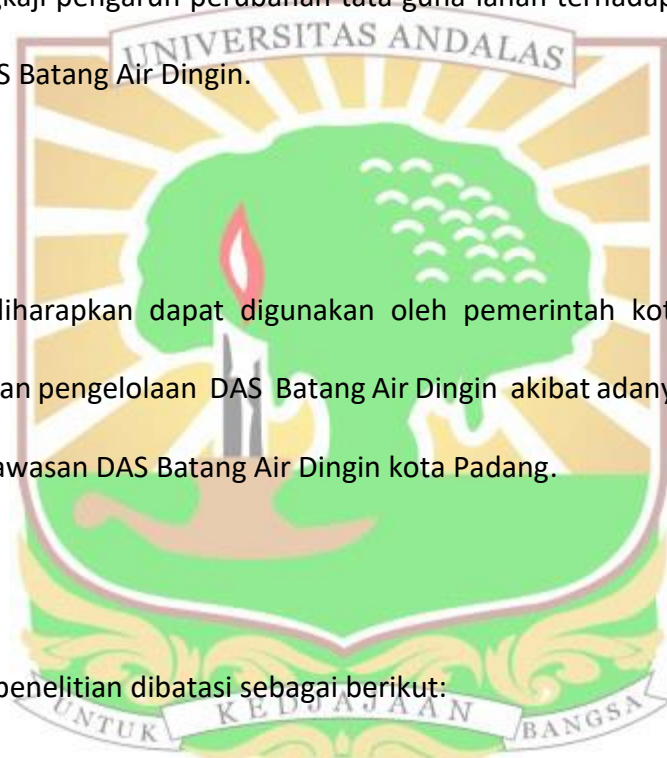 gkaji pengaruh perubahan tata guna lahan terhadap
UNIVERSITAS ANDALAS
S Batang Air Dingin.
diharapkan dapat digunakan oleh pemerintah kot
an pengelolaan DAS Batang Air Dingin akibat adany
awasan DAS Batang Air Dingin kota Padang.
penelitian dibatasi sebagai berikut:
UNTUK KEDJAJAAN BANGSA